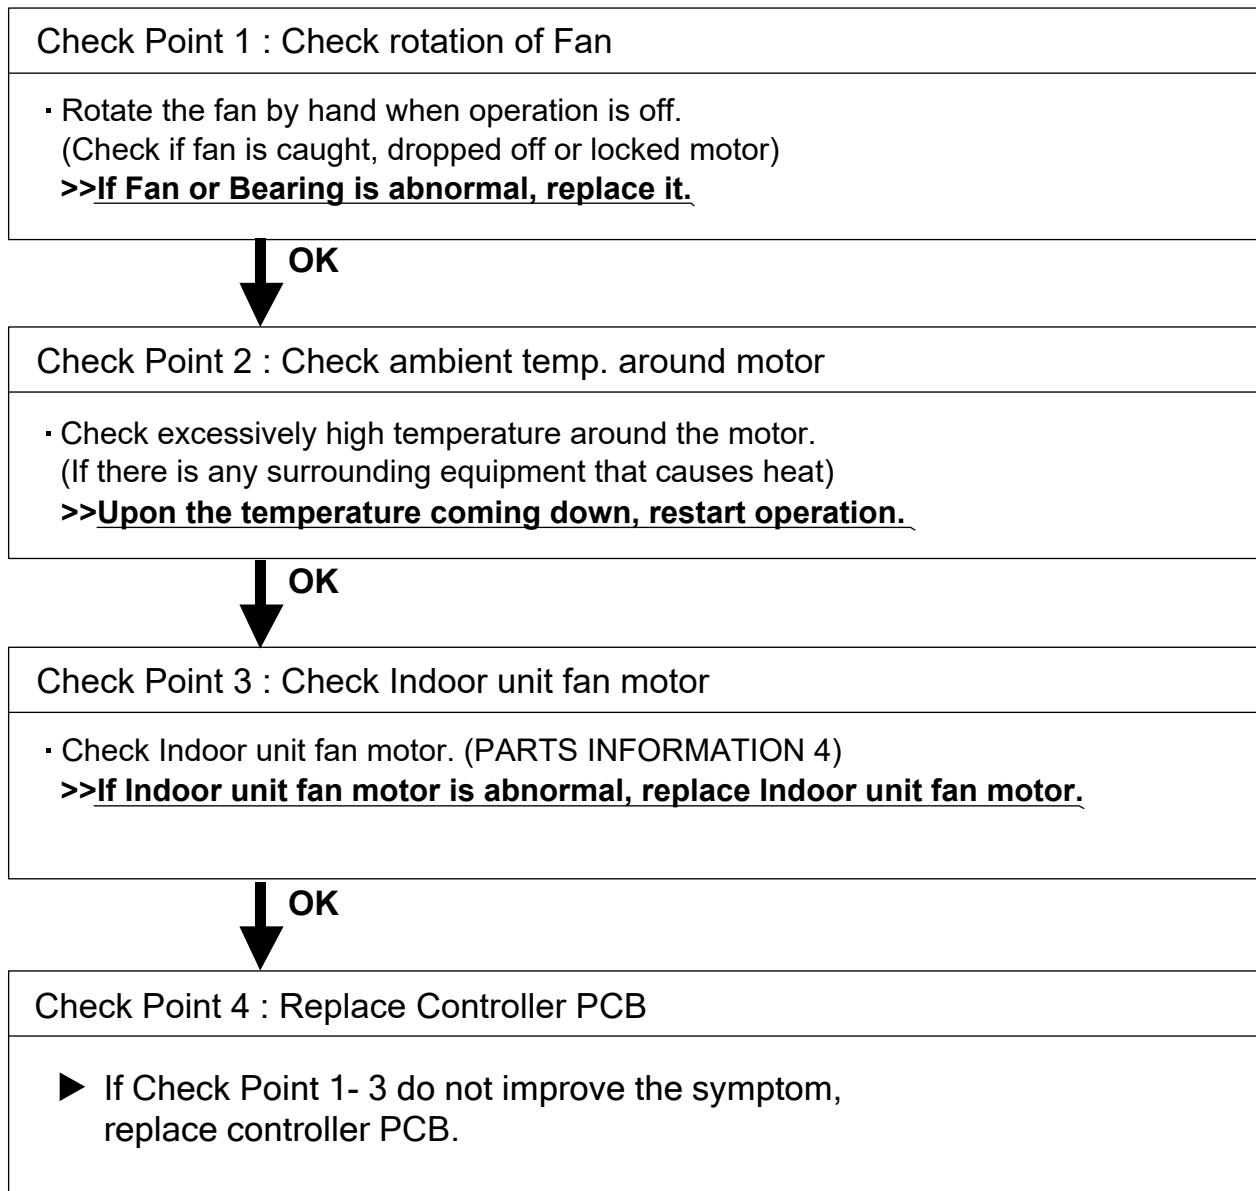 Check Point 1 : Check rotation of Fan
· Rotate the fan by hand when operation is off.
(Check if fan is caught, dropped off or locked motor)
>>If Fan or Bearing is abnormal, replace it.
OK
Check Point 2 : Check ambient temp. around motor
· Check excessively high temperature around the motor.
(If there is any surrounding equipment that causes heat)
>>Upon the temperature coming down, restart operation.
OK
Check Point 3 : Check Indoor unit fan motor
· Check Indoor unit fan motor. (PARTS INFORMATION 4)
>>If Indoor unit fan motor is abnormal, replace Indoor unit fan motor.
OK
Check Point 4 : Replace Controller PCB
▶ If Check Point 1- 3 do not improve the symptom,
replace controller PCB.